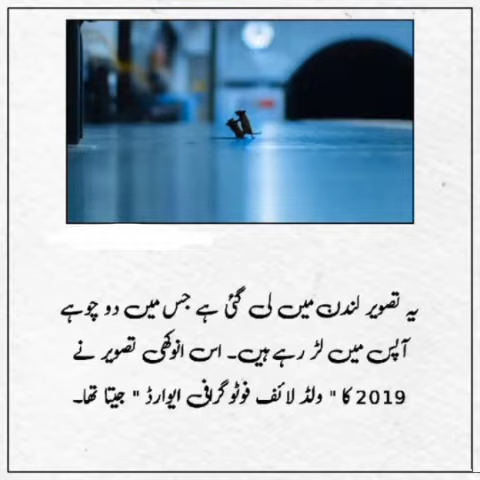 یہ تصویر لندن میں لی گئی ہے جس میں دو چوہے
آپس میں لڑ رہے ہیں۔ اس انوکھی تصویر نے
2019 کا " ولڈ لائف فوٹوگرافی ایوارڈ " جیتا تھا۔